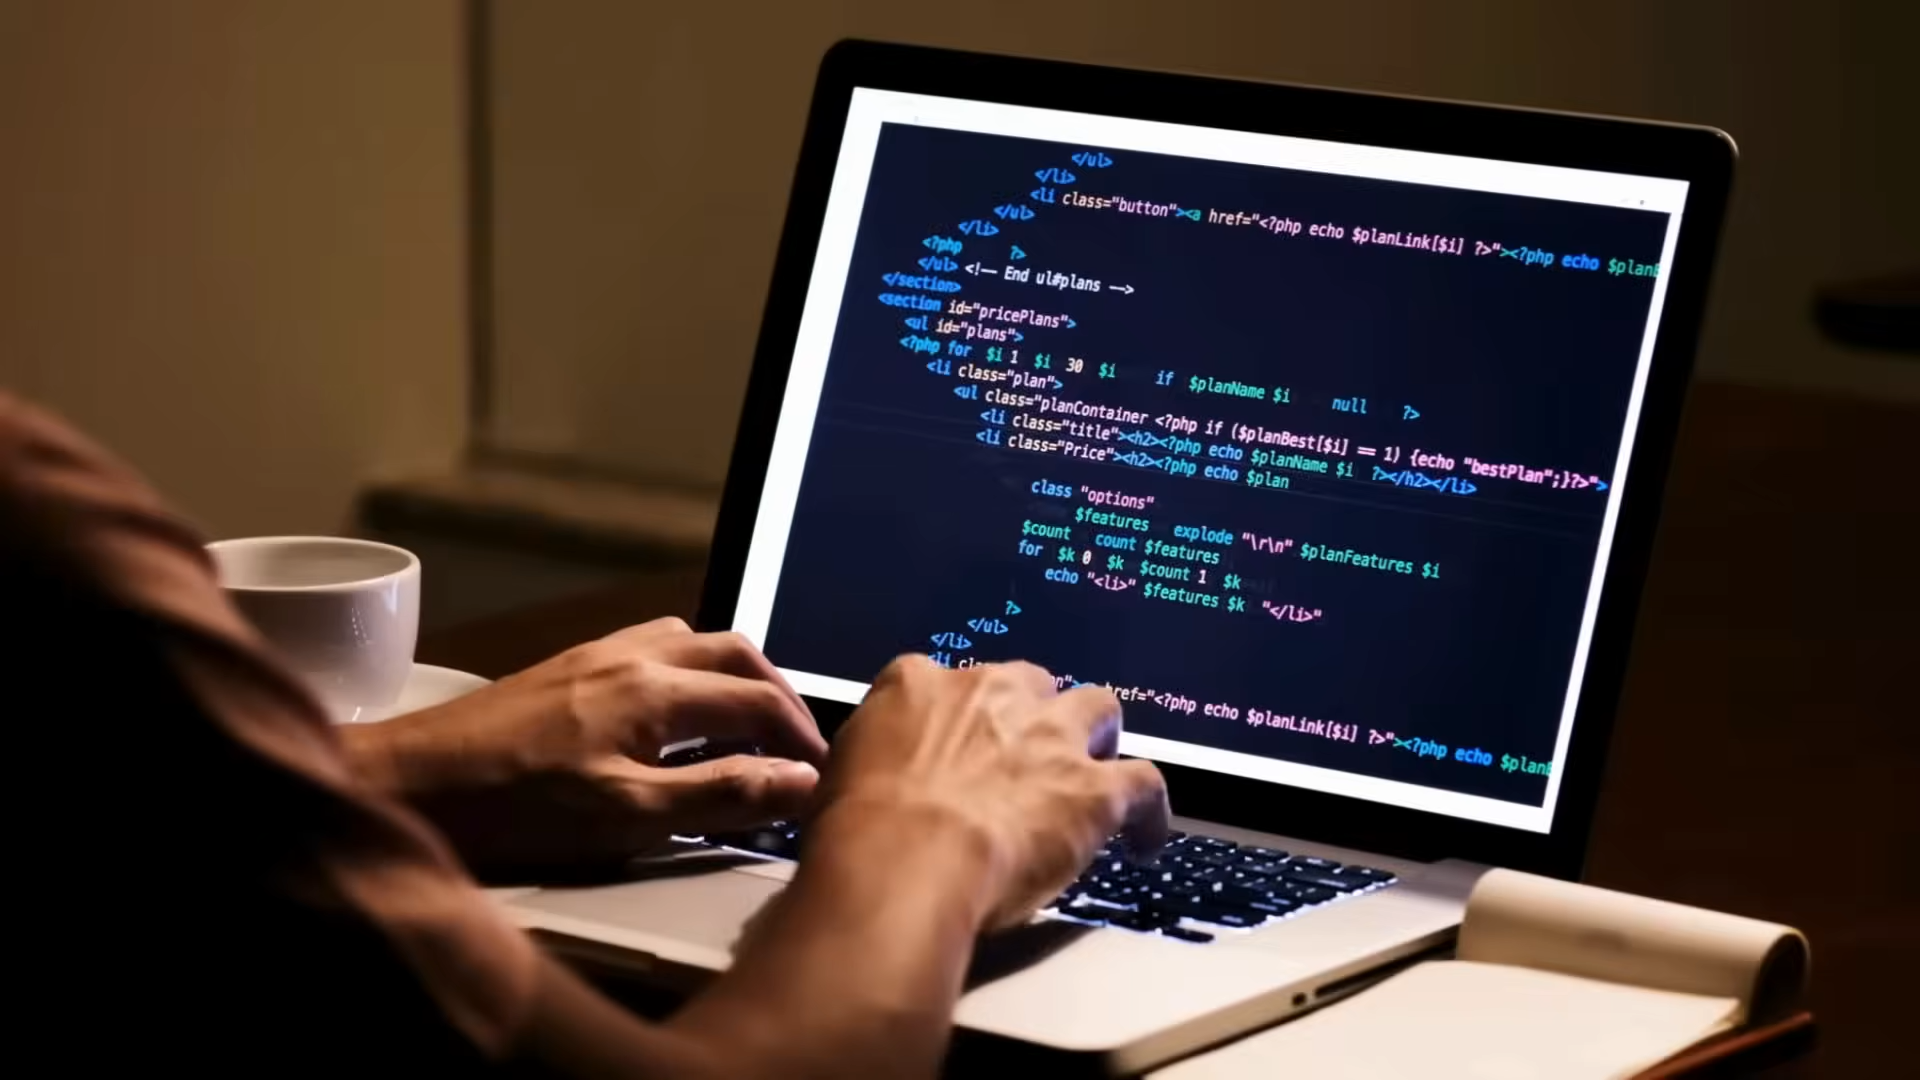 </ul>
</li>
<li class="button"><a href="<?php echo $planLink[$i] ?>"><?php echo $planB
</ul>
</li>
<?php ?>
</ul> <!-- End ul#plans -->
</section>
<section id="pricePlans">
<ul id="plans">
<?php for $i 1 $i 30 $i if $planName $i null ?>
<li class="plan">
<ul class="planContainer <?php if ($planBest[$i] == 1) {echo "bestPlan";}?>">
<li class="title"><h2><?php echo $planName $i ?></h2></li>
<li class="Price"><h2><?php echo $plan
class "options"
$features explode "\r\n" $planFeatures $i
$count count $features
for $k 0 $k $count 1 $k
echo "<li>" $features $k "</li>"
?>
</ul>
</li>
<li href="<?php echo $planLink[$i] ?>"><?php echo $planB